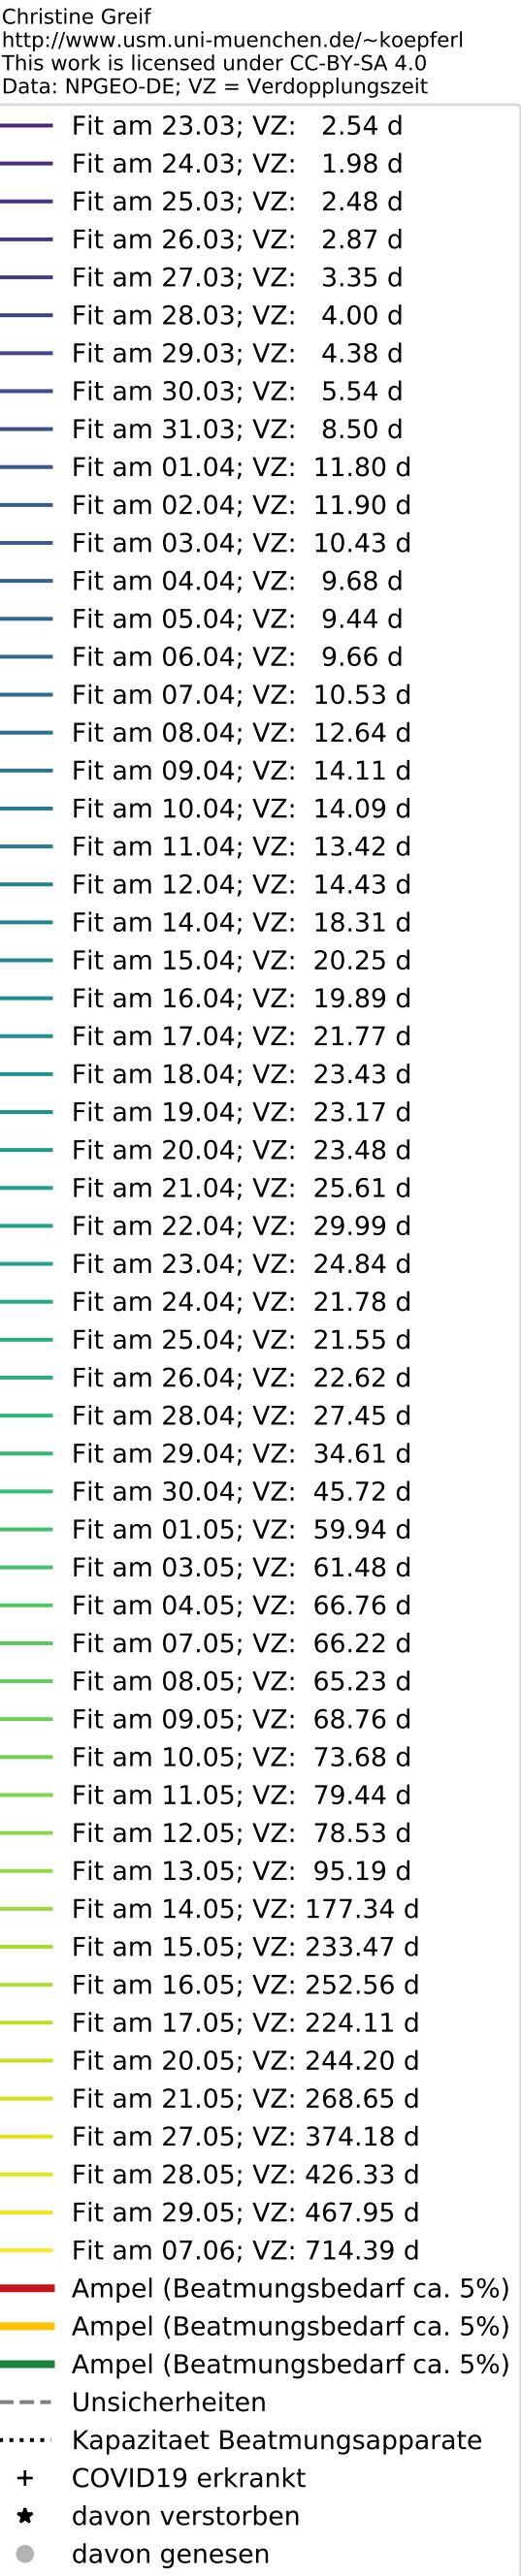 Christine Greif
http://www.usm.uni-muenchen.de/~koepferl
This work is licensed under CC-BY-SA 4.0
Data: NPGEO-DE; VZ = Verdopplungszeit
Fit am 23.03; VZ: 2.54 d
Fit am 24.03; VZ: 1.98 d
Fit am 25.03; VZ: 2.48 d
Fit am 26.03; VZ: 2.87 d
Fit am 27.03; VZ: 3.35 d
Fit am 28.03; VZ: 4.00 d
Fit am 29.03; VZ: 4.38 d
Fit am 30.03; VZ: 5.54 d
Fit am 31.03; VZ: 8.50 d
Fit am 01.04; VZ: 11.80 d
Fit am 02.04; VZ: 11.90 d
Fit am 03.04; VZ: 10.43 d
Fit am 04.04; VZ: 9.68 d
Fit am 05.04; VZ: 9.44 d
Fit am 06.04; VZ: 9.66 d
Fit am 07.04; VZ: 10.53 d
Fit am 08.04; VZ: 12.64 d
Fit am 09.04; VZ: 14.11 d
Fit am 10.04; VZ: 14.09 d
Fit am 11.04; VZ: 13.42 d
Fit am 12.04; VZ: 14.43 d
Fit am 14.04; VZ: 18.31 d
Fit am 15.04; VZ: 20.25 d
Fit am 16.04; VZ: 19.89 d
Fit am 17.04; VZ: 21.77 d
Fit am 18.04; VZ: 23.43 d
Fit am 19.04; VZ: 23.17 d
Fit am 20.04; VZ: 23.48 d
Fit am 21.04; VZ: 25.61 d
Fit am 22.04; VZ: 29.99 d
Fit am 23.04; VZ: 24.84 d
Fit am 24.04; VZ: 21.78 d
Fit am 25.04; VZ: 21.55 d
Fit am 26.04; VZ: 22.62 d
Fit am 28.04; VZ: 27.45 d
Fit am 29.04; VZ: 34.61 d
Fit am 30.04; VZ: 45.72 d
Fit am 01.05; VZ: 59.94 d
Fit am 03.05; VZ: 61.48 d
Fit am 04.05; VZ: 66.76 d
Fit am 07.05; VZ: 66.22 d
Fit am 08.05; VZ: 65.23 d
Fit am 09.05; VZ: 68.76 d
Fit am 10.05; VZ: 73.68 d
Fit am 11.05; VZ: 79.44 d
Fit am 12.05; VZ: 78.53 d
Fit am 13.05; VZ: 95.19 d
Fit am 14.05; VZ: 177.34 d
Fit am 15.05; VZ: 233.47 d
Fit am 16.05; VZ: 252.56 d
Fit am 17.05; VZ: 224.11 d
Fit am 20.05; VZ: 244.20 d
Fit am 21.05; VZ: 268.65 d
Fit am 27.05; VZ: 374.18 d
Fit am 28.05; VZ: 426.33 d
Fit am 29.05; VZ: 467.95 d
Fit am 07.06; VZ: 714.39 d
Ampel (Beatmungsbedarf ca. 5%)
Ampel (Beatmungsbedarf ca. 5%)
Ampel (Beatmungsbedarf ca. 5%)
Unsicherheiten
Kapazitaet Beatmungsapparate
COVID19 erkrankt
davon verstorben
davon genesen